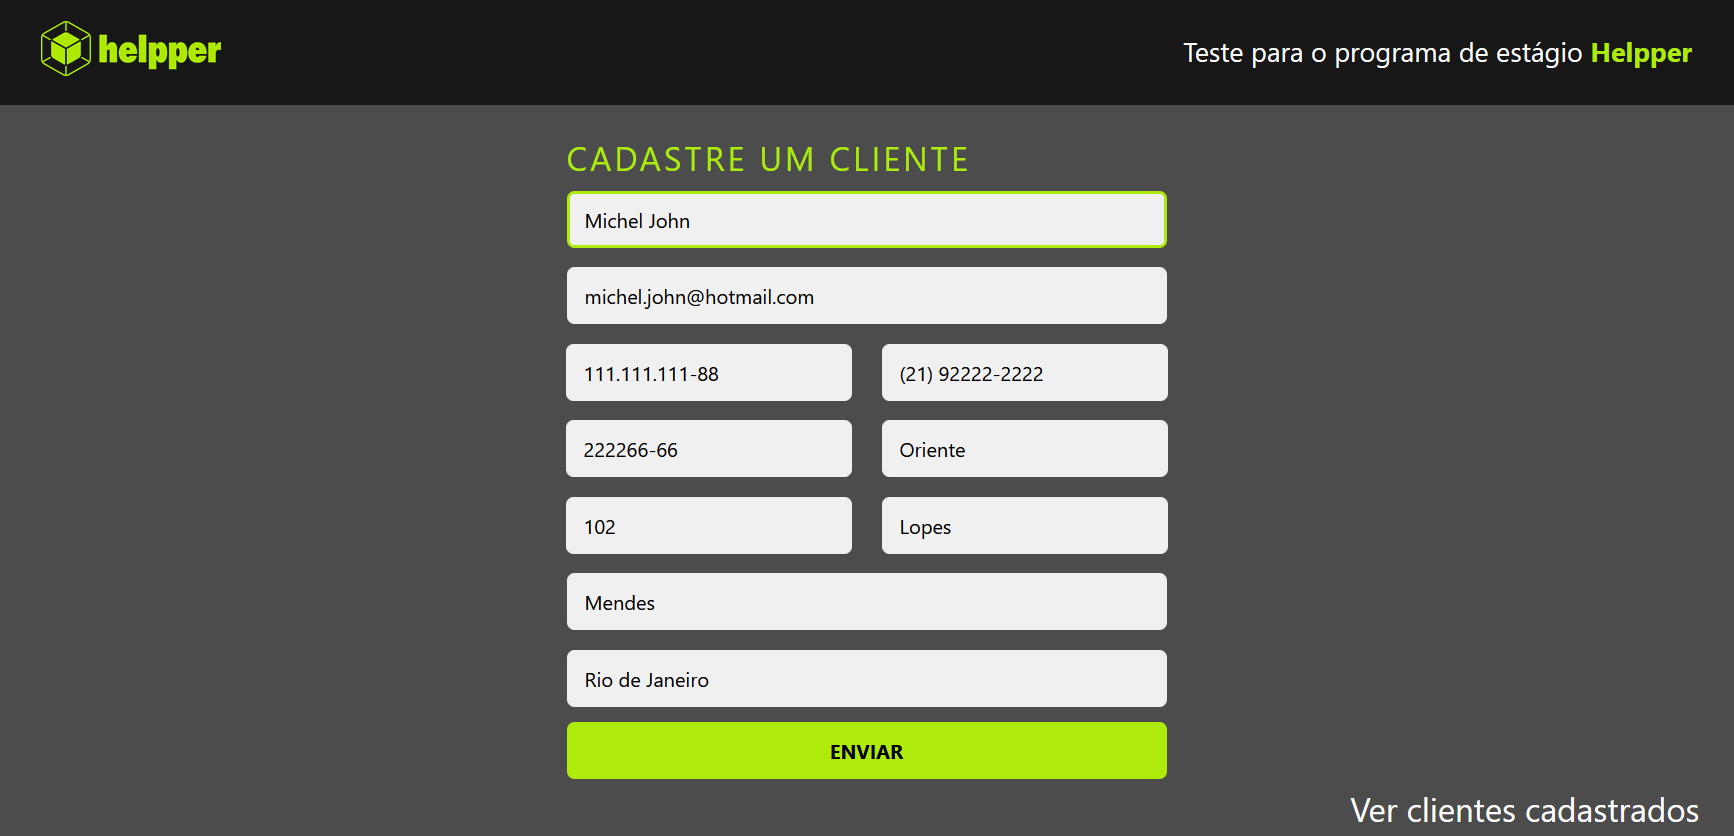 helpper
Teste para o programa de estágio Helpper
CADASTRE UM CLIENTE
Michel John
michel.john@hotmail.com
111.111.111-88
(21) 92222-2222
222266-66
Oriente
102
Lopes
Mendes
Rio de Janeiro
ENVIAR
Ver clientes cadastrados